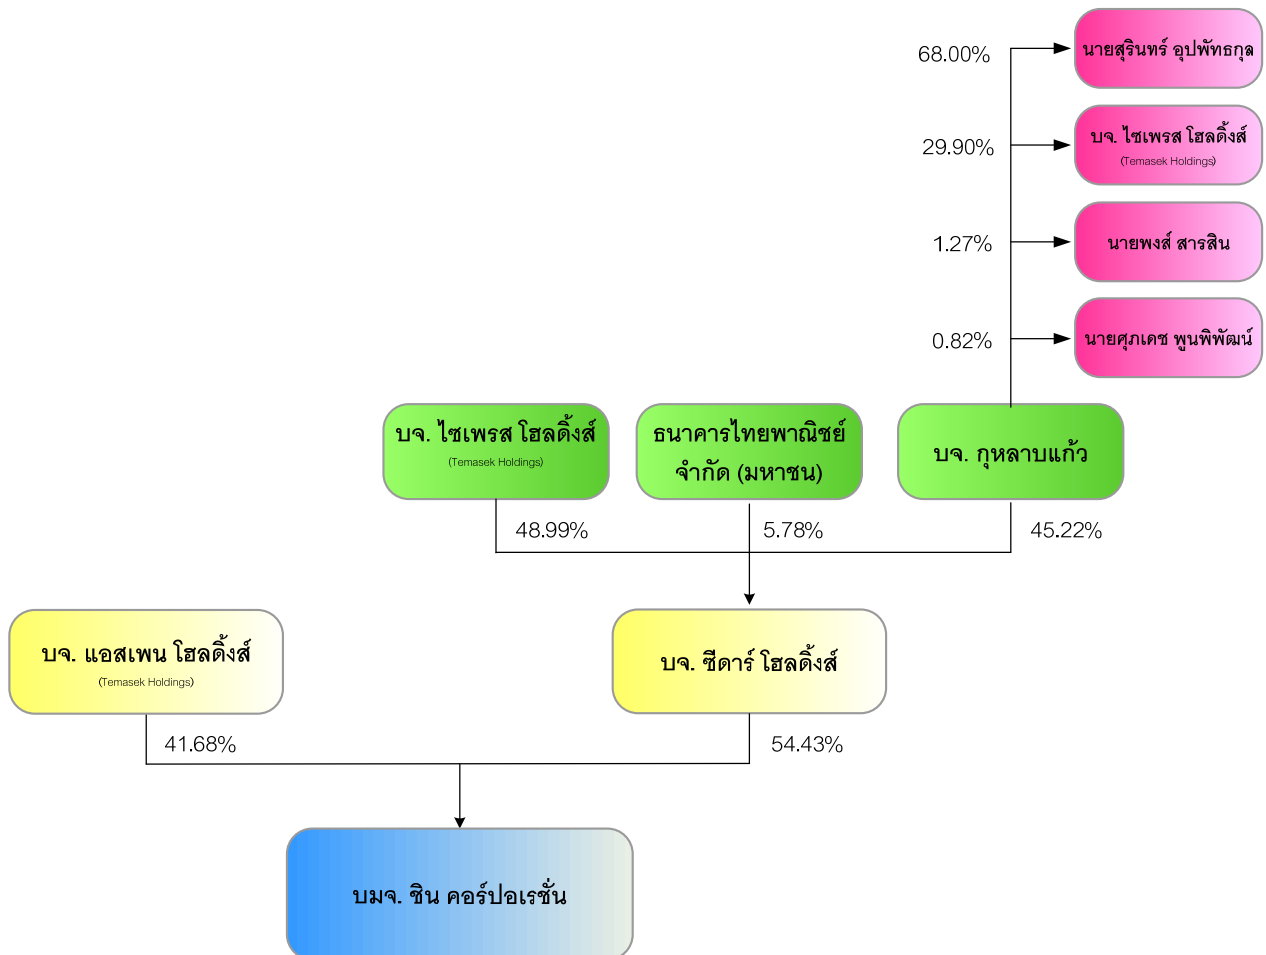 68.00%
นายสุรินทร์ อุปพัทธกุล
29.90%
บจ. ไซเพรส โฮลดิ้งส์
(Temasek Holdings)
1.27%
นายพงส์ สารสิน
0.82%
นายศุภเดช พูนพิพัฒน์
บจ. ไซเพรส โฮลดิ้งส์
(Temasek Holdings)
ธนาคารไทยพาณิชย์
จำกัด (มหาชน)
บจ. กุหลาบแก้ว
48.99%
5.78%
45.22%
บจ. แอสเพน โฮลดิ้งส์
(Temasek Holdings)
บจ. ซีดาร์ โฮลดิ้งส์
41.68%
54.43%
บมจ. ชิน คอร์ปอเรชั่น